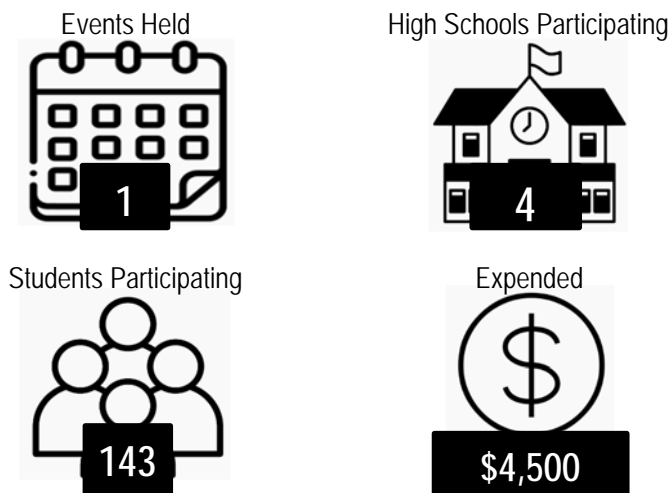 Events Held
1
High Schools Participating
4
Students Participating
143
Expended
$4,500